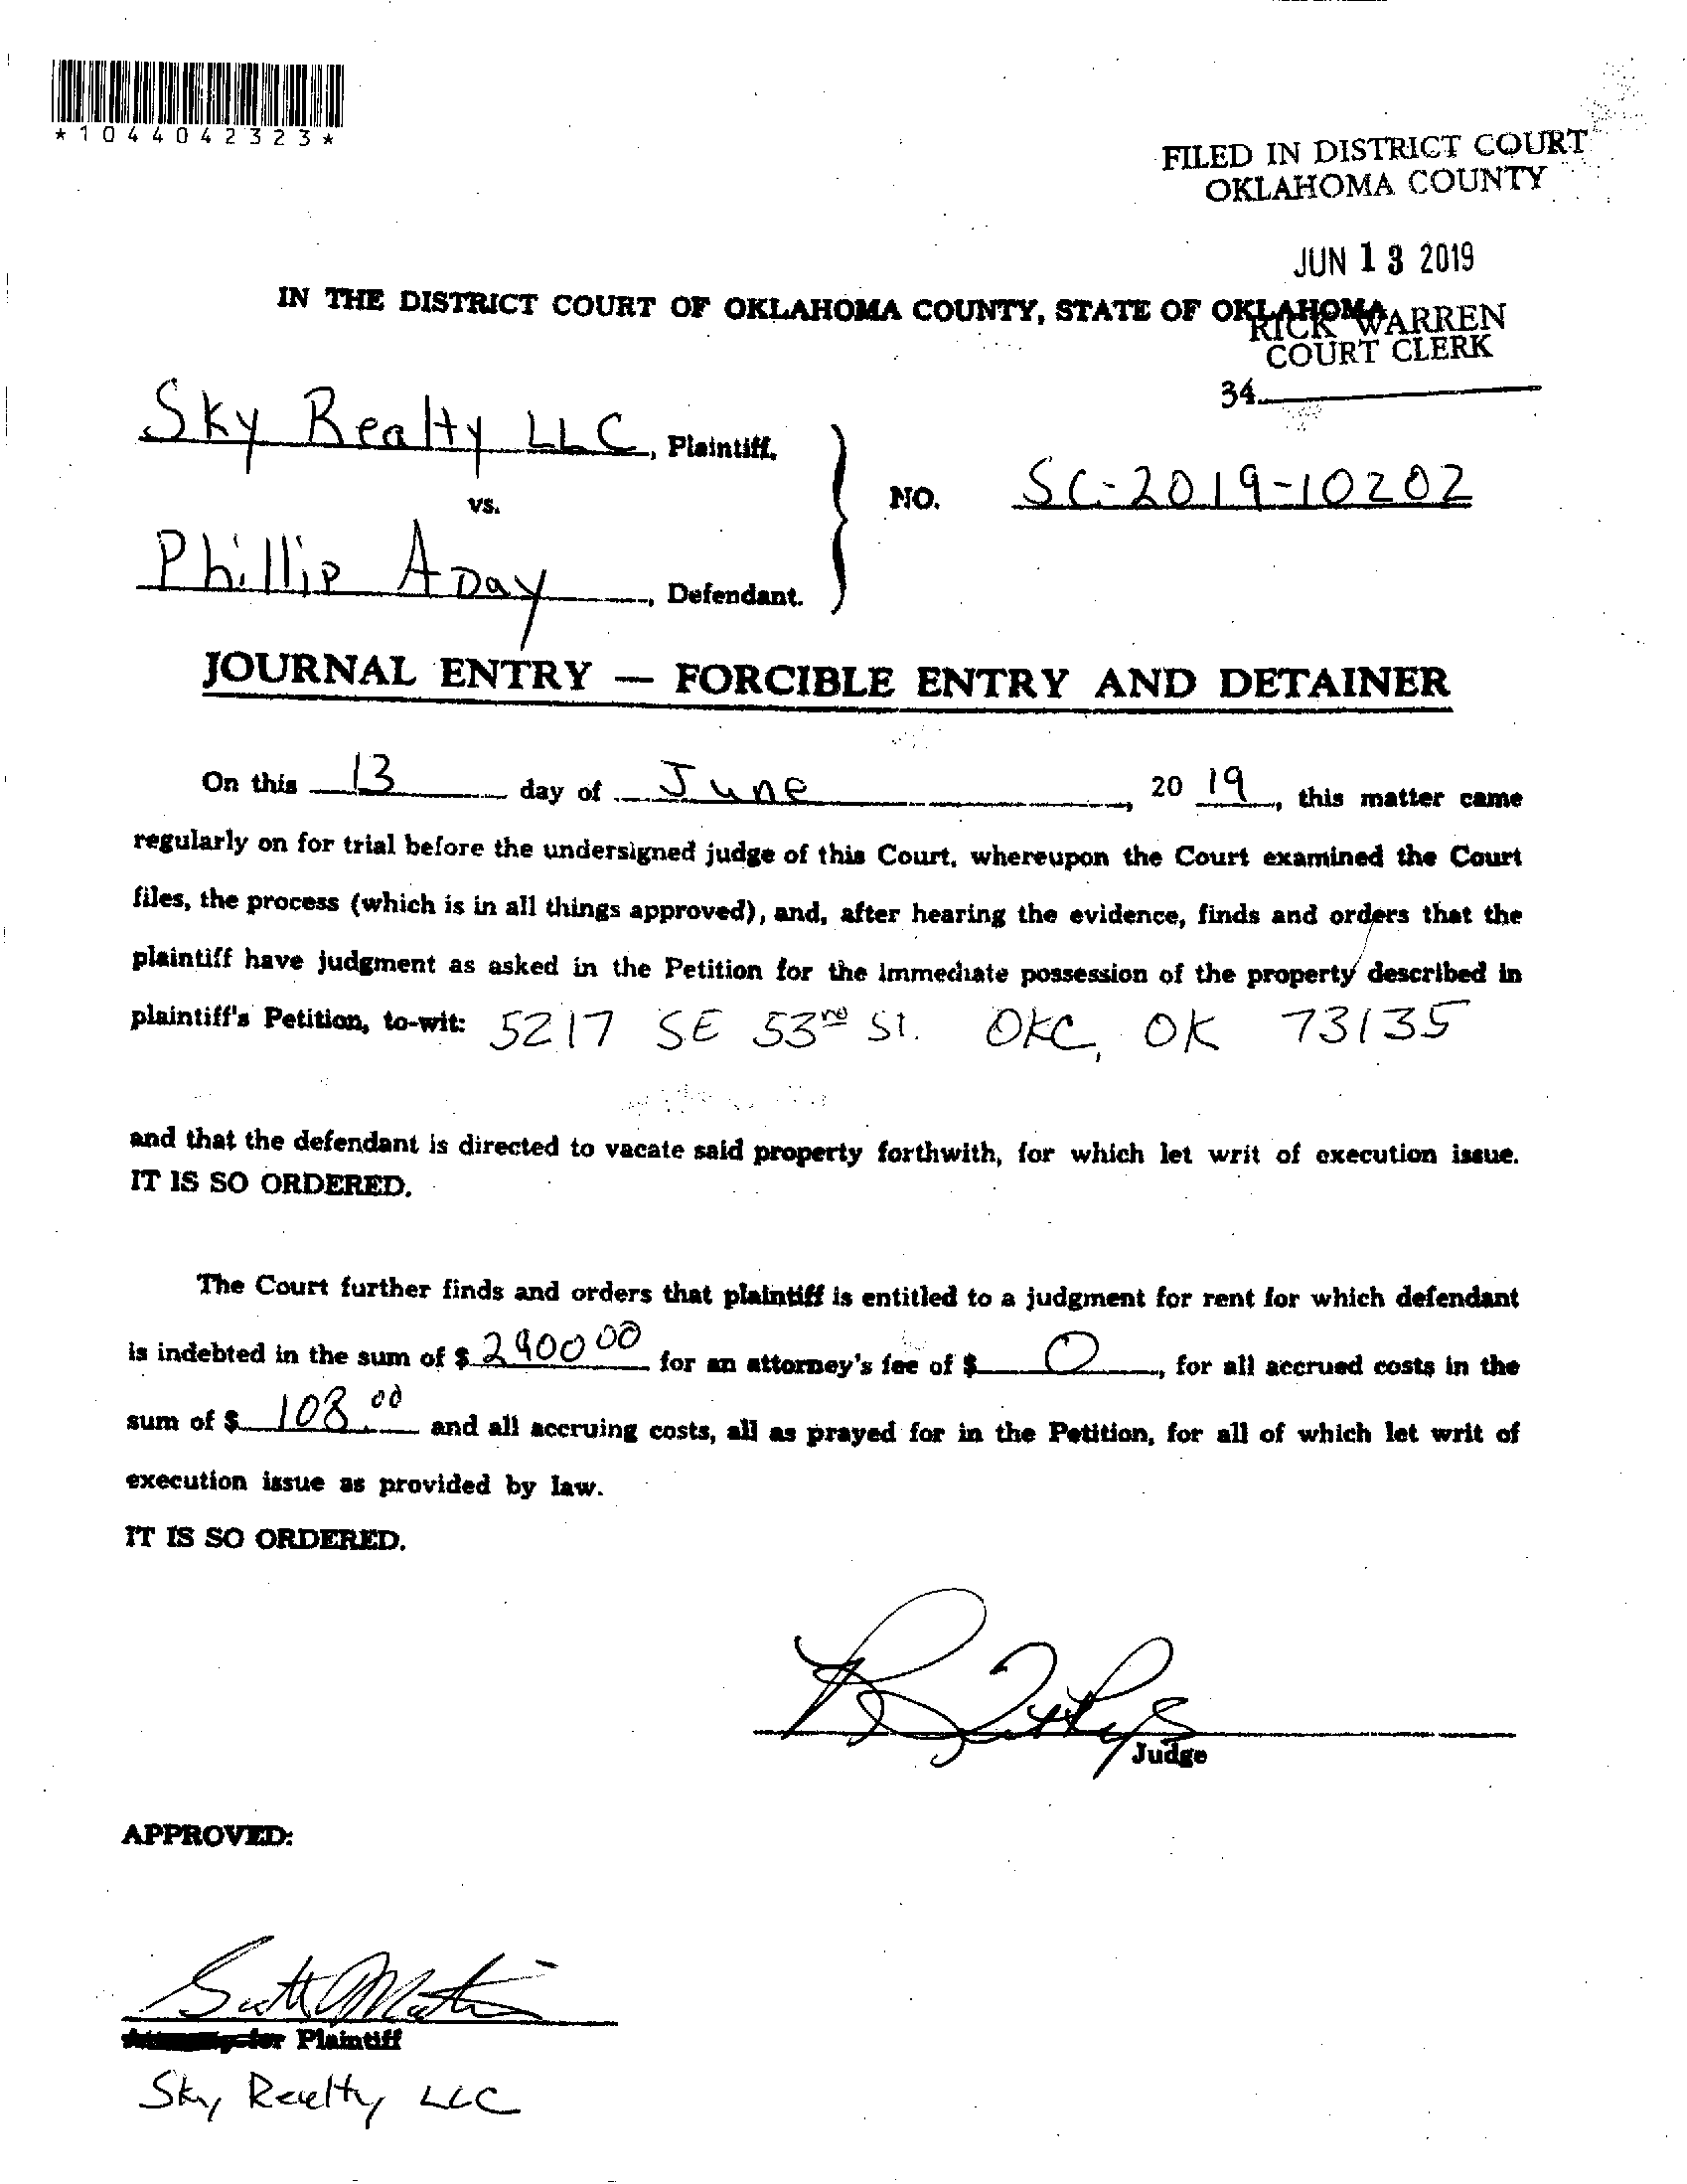 *1044042323*
FILED IN DISTRICT COURT
OKLAHOMA COUNTY
JUN 13 2019
IN THE DISTRICT COURT OF OKLAHOMA COUNTY, STATE OF OKLAHOMA
RICK WARREN
COURT CLERK
34
Sky Realty LLC, Plaintiff,
vs.
NO. SC-2019-10202
Phillip ADay, Defendant.
JOURNAL ENTRY — FORCIBLE ENTRY AND DETAINER
On this 13 day of June, 20 19, this matter came
regularly on for trial before the undersigned judge of this Court, whereupon the Court examined the Court
files, the process (which is in all things approved), and, after hearing the evidence, finds and orders that the
plaintiff have judgment as asked in the Petition for the immediate possession of the property described in
plaintiff's Petition, to-wit: 5217 SE 53rd St. OKC, OK 73135
and that the defendant is directed to vacate said property forthwith, for which let writ of execution issue.
IT IS SO ORDERED.
The Court further finds and orders that plaintiff is entitled to a judgment for rent for which defendant
is indebted in the sum of $ 2900 00 for an attorney's fee of $ 0, for all accrued costs in the
sum of $ 108.00 and all accruing costs, all as prayed for in the Petition, for all of which let writ of
execution issue as provided by law.
IT IS SO ORDERED.
Judge
APPROVED:
for Plaintiff
Sky Realty LLC